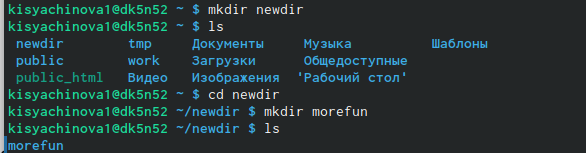 kisyachinova1@dk5n52 ~ $ mkdir newdir
kisyachinova1@dk5n52 ~ $ ls
newdir tmp Документы Музыка Шаблоны
public work Загрузки Общедоступные
public_html Видео Изображения 'Рабочий стол'
kisyachinova1@dk5n52 ~ $ cd newdir
kisyachinova1@dk5n52 ~/newdir $ mkdir morefun
kisyachinova1@dk5n52 ~/newdir $ ls
morefun